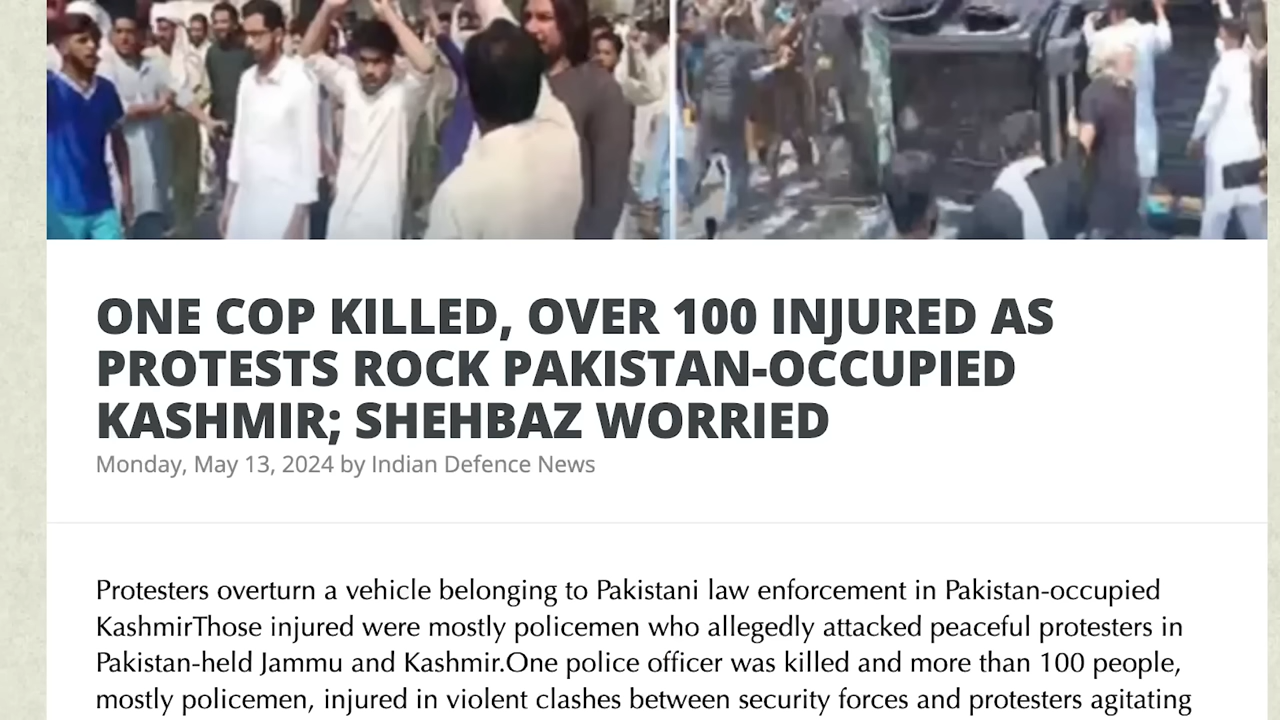 ONE COP KILLED, OVER 100 INJURED AS
PROTESTS ROCK PAKISTAN-OCCUPIED
KASHMIR; SHEHBAZ WORRIED
Monday, May 13, 2024 by Indian Defence News
Protesters overturn a vehicle belonging to Pakistani law enforcement in Pakistan-occupied
KashmirThose injured were mostly policemen who allegedly attacked peaceful protesters in
Pakistan-held Jammu and Kashmir.One police officer was killed and more than 100 people,
mostly policemen, injured in violent clashes between security forces and protesters agitating